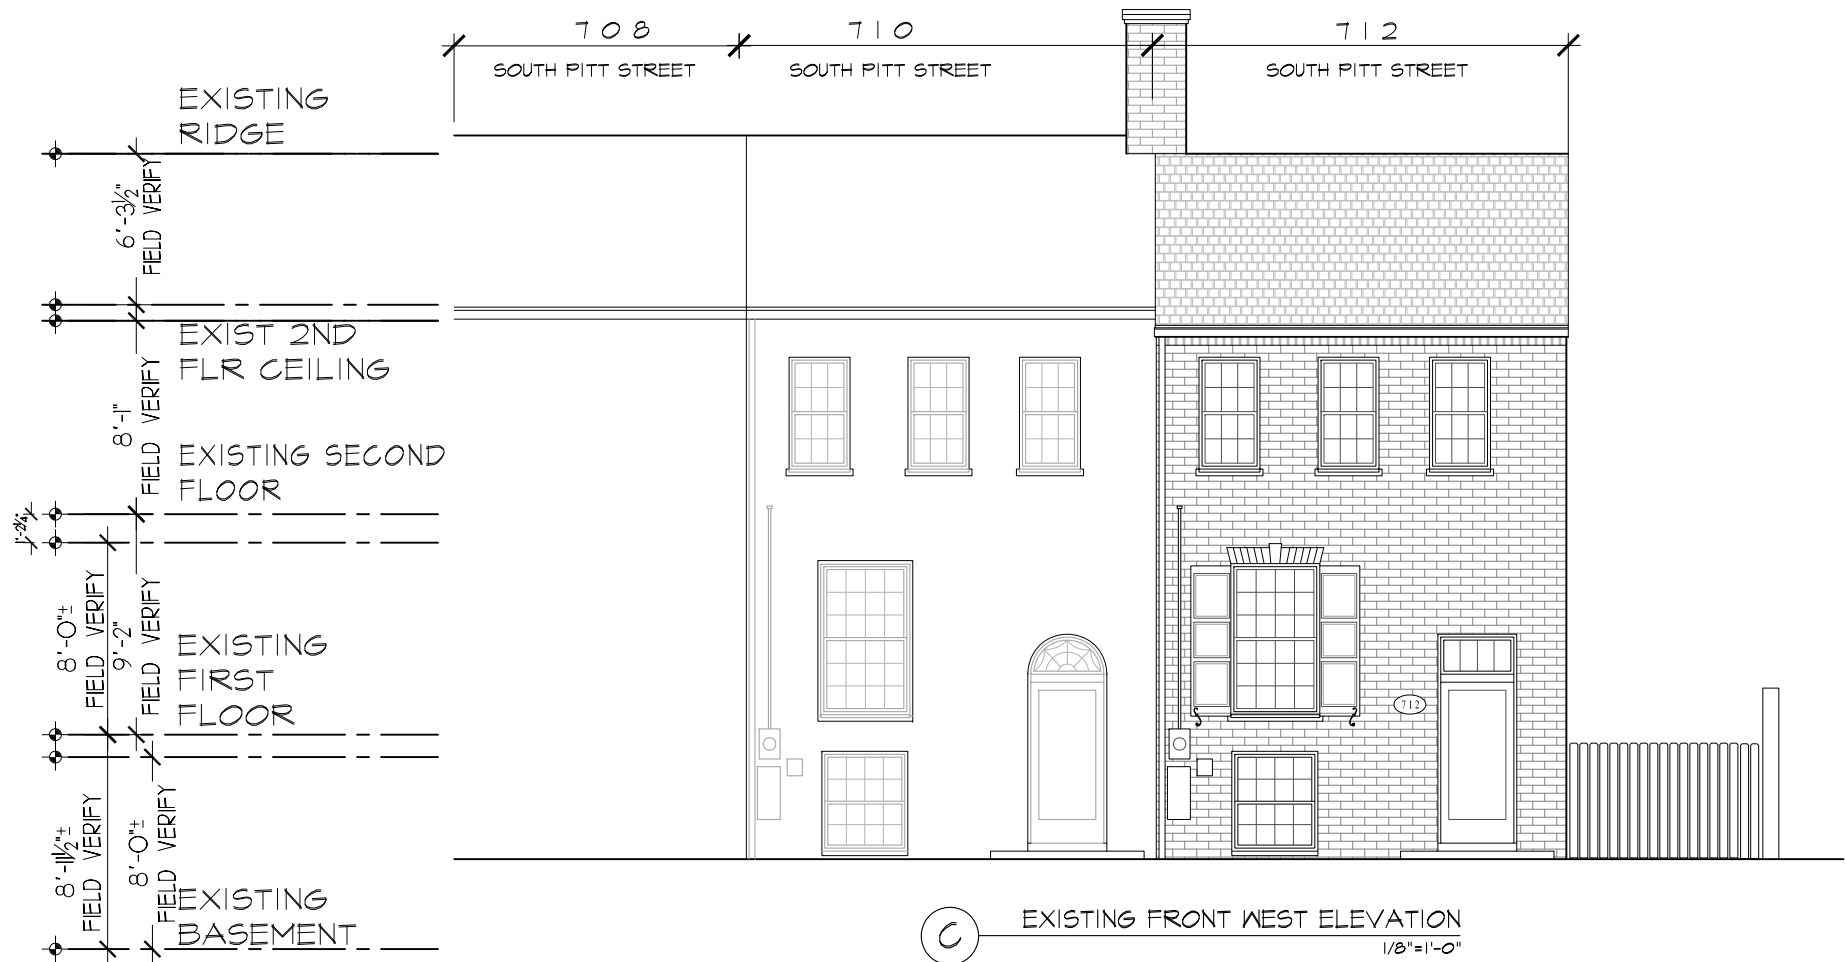 708
710
712
SOUTH PITT STREET
SOUTH PITT STREET
SOUTH PITT STREET
EXISTING
RIDGE
6'-3½"
FIELD VERIFY
EXIST 2ND
FLR CEILING
8'-1"
FIELD VERIFY
EXISTING SECOND
FLOOR
1'-2¼"
8'-0"±
FIELD VERIFY
9'-2"
FIELD VERIFY
EXISTING
FIRST
FLOOR
712
8'-11½"±
FIELD VERIFY
8'-0"±
FIELD VERIFY
EXISTING
BASEMENT
C
EXISTING FRONT WEST ELEVATION
1/8"=1'-0"